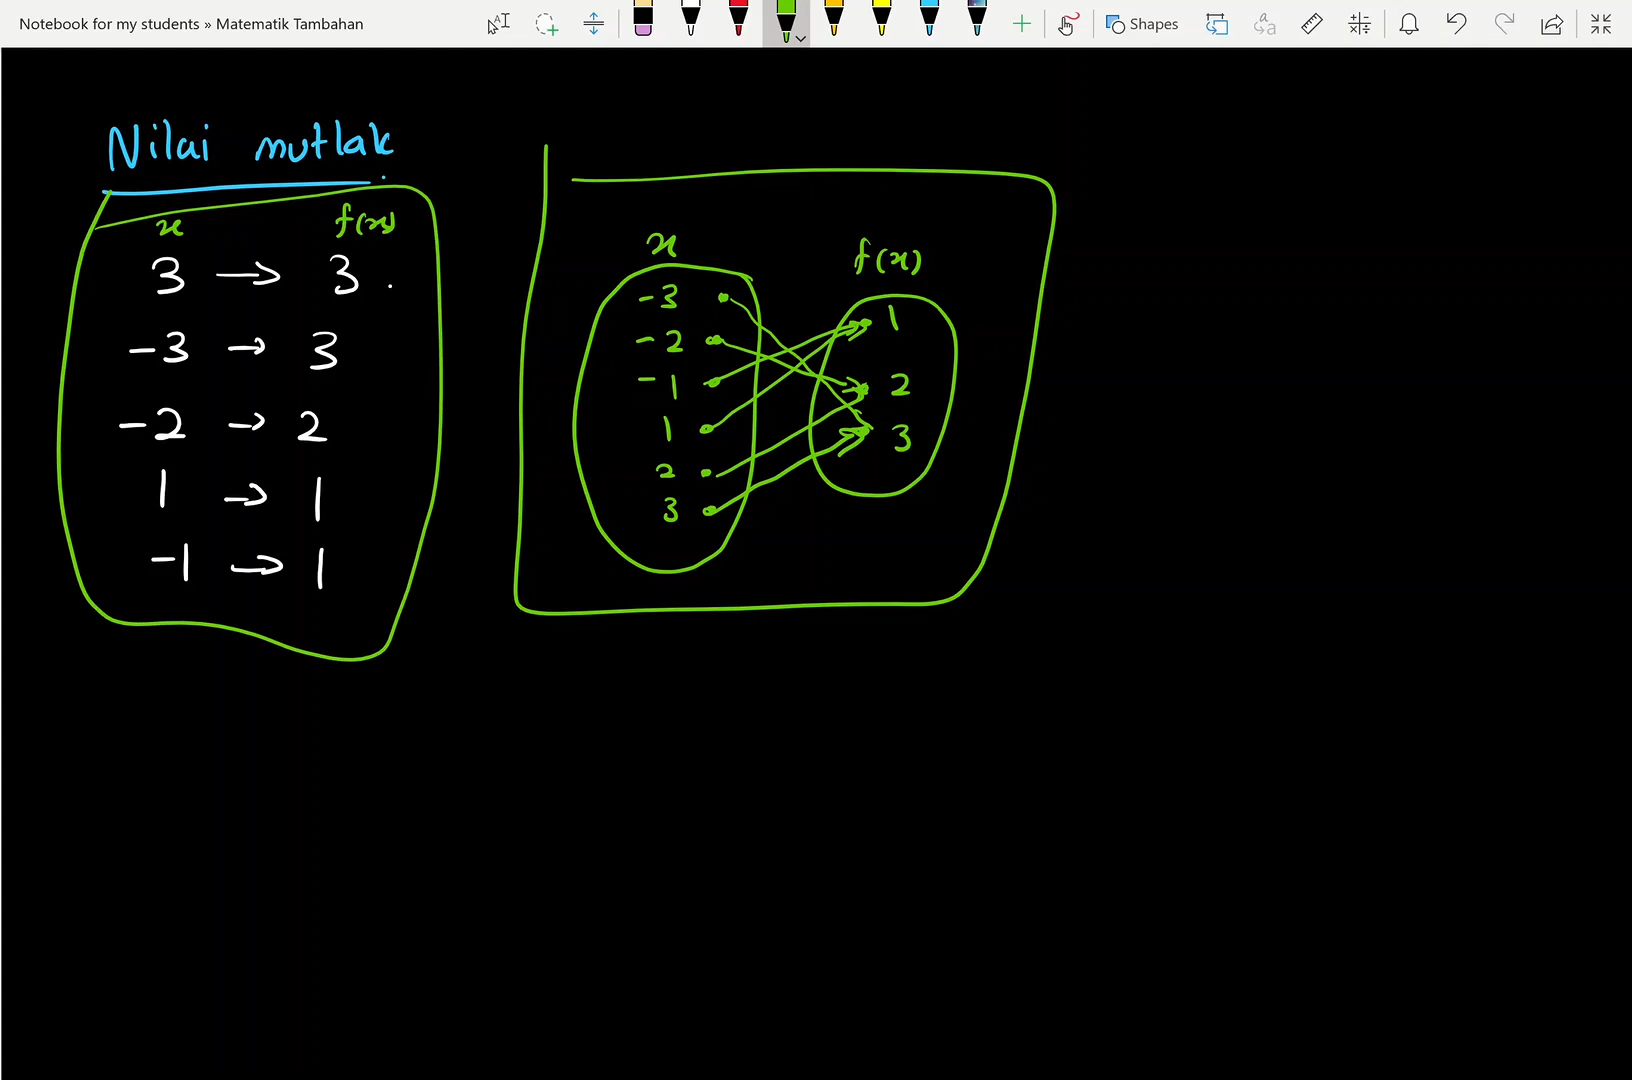 Notebook for my students » Matematik Tambahan
Shapes
Nilai mutlak
x f(x)
3 → 3
-3 → 3
-2 → 2
1 → 1
-1 → 1
x f(x)
-3
-2
-1
1
2
3
1
2
3